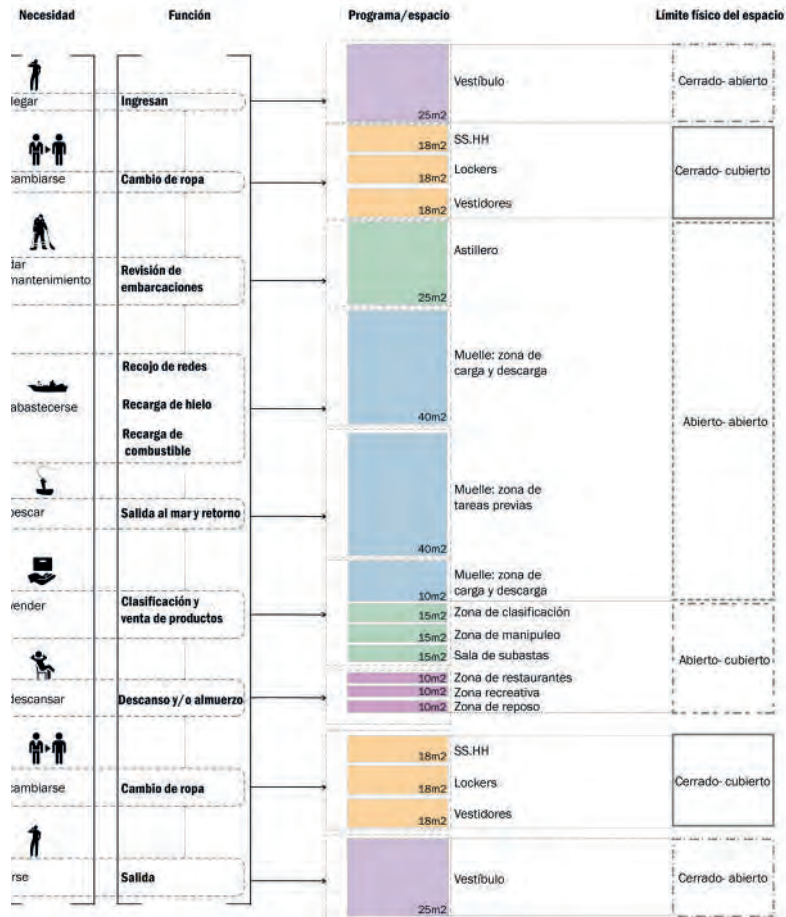 Necesidad
Función
Programa/espacio
Límite físico del espacio
legar
Ingresan
25m2
Vestíbulo
Cerrado- abierto
cambiarse
Cambio de ropa
18m2
SS.HH
18m2
Lockers
18m2
Vestidores
Cerrado- cubierto
dar
mantenimiento
Revisión de
embarcaciones
25m2
Astillero
abastecerse
Recojo de redes
Recarga de hielo
Recarga de
combustible
40m2
Muelle: zona de
carga y descarga
Abierto- abierto
pescar
Salida al mar y retorno
40m2
Muelle: zona de
tareas previas
vender
Clasificación y
venta de productos
10m2
Muelle: zona de
carga y descarga
15m2
Zona de clasificación
15m2
Zona de manipuleo
15m2
Sala de subastas
Abierto- cubierto
descansar
Descanso y/o almuerzo
10m2
Zona de restaurantes
10m2
Zona recreativa
10m2
Zona de reposo
cambiarse
Cambio de ropa
18m2
SS.HH
18m2
Lockers
18m2
Vestidores
Cerrado- cubierto
rse
Salida
25m2
Vestíbulo
Cerrado- abierto